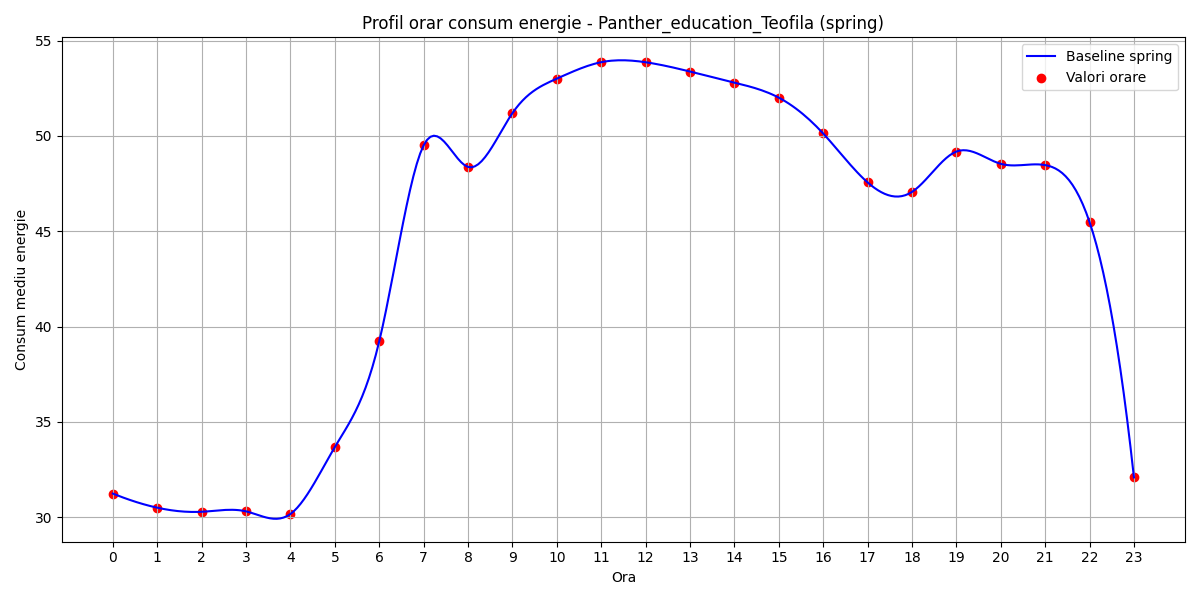 Profil orar consum energie - Panther_education_Teofila (spring)
Baseline spring
Valori orare
Consum mediu energie
55
50
45
40
35
30
0 1 2 3 4 5 6 7 8 9 10 11 12 13 14 15 16 17 18 19 20 21 22 23
Ora